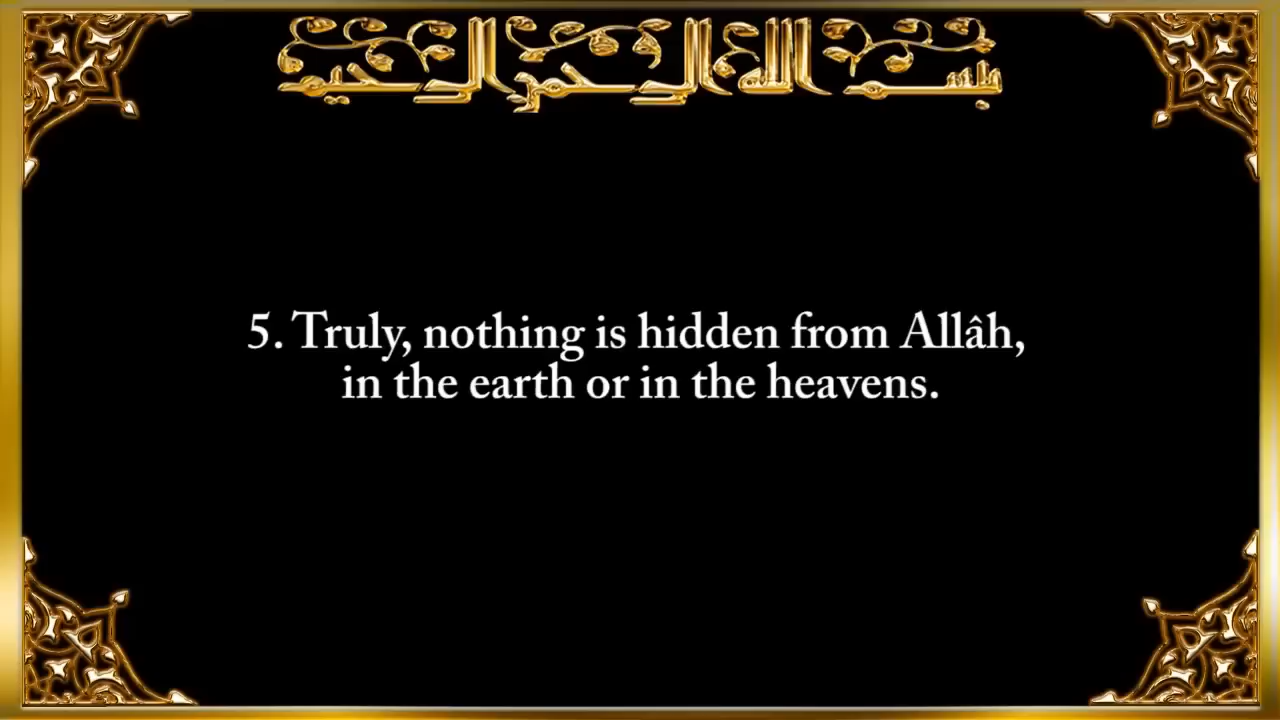 بسم الله الرحمن الرحيم
5. Truly, nothing is hidden from Allâh,
in the earth or in the heavens.